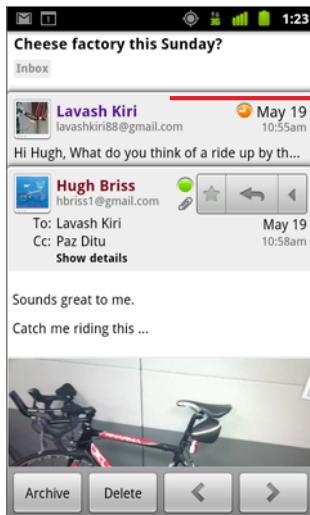 1:23
Cheese factory this Sunday?
Inbox
Lavash Kiri
May 19
lavashkiri88@gmail.com
10:55am
Hi Hugh, What do you think of a ride up by th...
Hugh Briss
hbriss1@gmail.com
To: Lavash Kiri
May 19
Cc: Paz Ditu
10:58am
Show details
Sounds great to me.
Catch me riding this ...
Archive
Delete